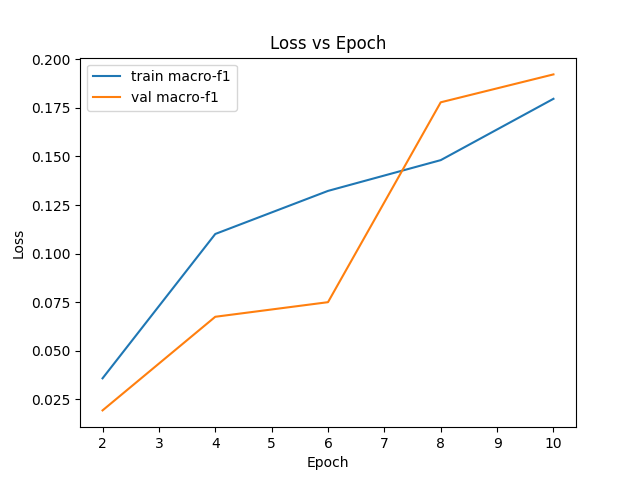 Loss vs Epoch
train macro-f1
val macro-f1
0.200
0.175
0.150
0.125
0.100
0.075
0.050
0.025
Loss
2 3 4 5 6 7 8 9 10
Epoch